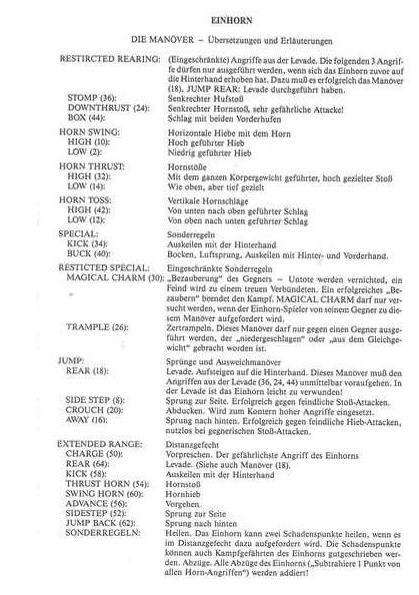 EINHORN
DIE MANÖVER – Übersetzungen und Erläuterungen
RESTIRCTED REARING: (Eingeschränkte) Angriffe aus der Levade. Die folgenden 3 Angrif-
fe dürfen nur ausgeführt werden, wenn sich das Einhorn zuvor auf
die Hinterhand erhoben hat. Dazu muß es erfolgreich das Manöver
(18), JUMP REAR: Levade durchgeführt haben.
STOMP (36): Senkrechter Hufstoß
DOWNTHRUST (24): Senkrechter Hornstoß, sehr gefährliche Attacke!
BOX (44): Schlag mit beiden Vorderhufen
HORN SWING: Horizontale Hiebe mit dem Horn
HIGH (10): Hoch geführter Hieb
LOW (2): Niedrig geführter Hieb
HORN THRUST: Hornstöße
HIGH (32): Mit dem ganzen Körpergewicht geführter, hoch gezielter Stoß
LOW (14): Wie oben, aber tief gezielt
HORN TOSS: Vertikale Hornschläge
HIGH (42): Von unten nach oben geführter Schlag
LOW (12): Von oben nach unten geführter Schlag
SPECIAL: Sonderregeln
KICK (34): Auskeilen mit der Hinterhand
BUCK (40): Bocken, Luftsprung, Auskeilen mit Hinter- und Vorderhand.
RESTICTED SPECIAL: Eingeschränkte Sonderregeln
MAGICAL CHARM (30): „Bezauberung" des Gegners – Untote werden vernichtet, ein
Feind wird zu einem treuen Verbündeten. Ein erfolgreiches „Be-
zaubern" beendet den Kampf. MAGICAL CHARM darf nur ver-
sucht werden, wenn der Einhorn-Spieler von seinem Gegner zu die-
sem Manöver aufgefordert wird.
TRAMPLE (26): Zertrampeln. Dieses Manöver darf nur gegen einen Gegner ausge-
führt werden, der „niedergeschlagen" oder „aus dem Gleichge-
wicht" gebracht worden ist.
JUMP: Sprünge und Ausweichmanöver
REAR (18): Levade. Aufsteigen auf die Hinterhand. Dieses Manöver muß den
Angriffen aus der Levade (36, 24, 44) unmittelbar voraufgehen. In
der Levade ist das Einhorn leicht zu verwunden!
SIDE STEP (8): Sprung zur Seite. Erfolgreich gegen feindliche Stoß-Attacken.
CROUCH (20): Abducken. Wird zum Kontern hoher Angriffe eingesetzt.
AWAY (16): Sprung nach hinten. Erfolgreich gegen feindliche Hieb-Attacken,
nutzlos bei gegnerischen Stoß-Attacken.
EXTENDED RANGE: Distanzgefecht
CHARGE (50): Vorpreschen. Der gefährlichste Angriff des Einhorns
REAR (64): Levade. (Siehe auch Manöver (18).
KICK (58): Auskeilen mit der Hinterhand
THRUST HORN (54): Hornstoß
SWING HORN (60): Hornhieb
ADVANCE (56): Vorgehen.
SIDESTEP (52): Sprung zur Seite
JUMP BACK (62): Sprung nach hinten
SONDERREGELN: Heilen. Das Einhorn kann zwei Schadenspunkte heilen, wenn es
im Distanzgefecht dazu aufgefordert wird. Die Schadenspunkte
können auch Kampfgefährten des Einhorns gutgeschrieben wer-
den. Abzüge. Alle Abzüge des Einhorns („Subtrahiere 1 Punkt von
allen Horn-Angriffen") werden addiert!